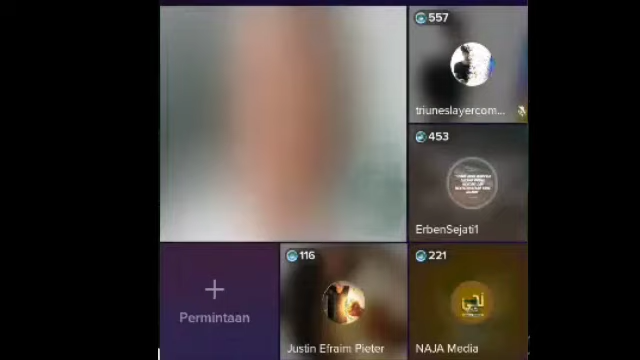 557
triuneslayercom...
453
ErbenSejati1
Permintaan
116
Justin Efraim Pieter
221
NAJA Media